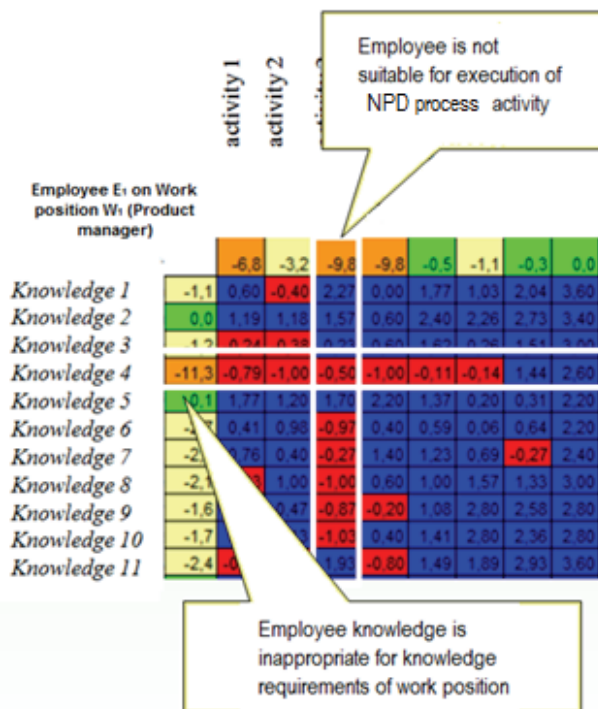 Employee is not
suitable for execution of
NPD process activity
activity 1
activity 2
Employee E₁ on Work
position W₁ (Product
manager)
-6,8 -3,2 -9,8 -9,8 -0,5 -1,1 -0,3 0,0
Knowledge 1 -1,1 0,60 -0,40 2,27 0,00 1,77 1,03 2,04 3,60
Knowledge 2 0,0 1,19 1,18 1,57 0,60 2,40 2,26 2,73 3,40
Knowledge 3
Knowledge 4 -11,3 -0,79 -1,00 -0,50 -1,00 -0,11 -0,14 1,44 2,60
Knowledge 5 -0,1 1,77 1,20 1,70 2,20 1,37 0,20 0,31 2,20
Knowledge 6 0,41 0,98 -0,97 0,40 0,59 0,06 0,64 2,20
Knowledge 7 0,40 -0,27 1,40 1,23 0,69 -0,27 2,40
Knowledge 8 -2,1 1,00 -1,00 0,60 1,00 1,57 1,33 3,00
Knowledge 9 -1,6 0,47 -0,87 -0,20 1,08 2,80 2,58 2,80
Knowledge 10 -1,7 -1,03 0,40 1,41 2,80 2,36 2,80
Knowledge 11 -2,4 1,93 -0,80 1,49 1,89 2,93 3,60
Employee knowledge is
inappropriate for knowledge
requirements of work position